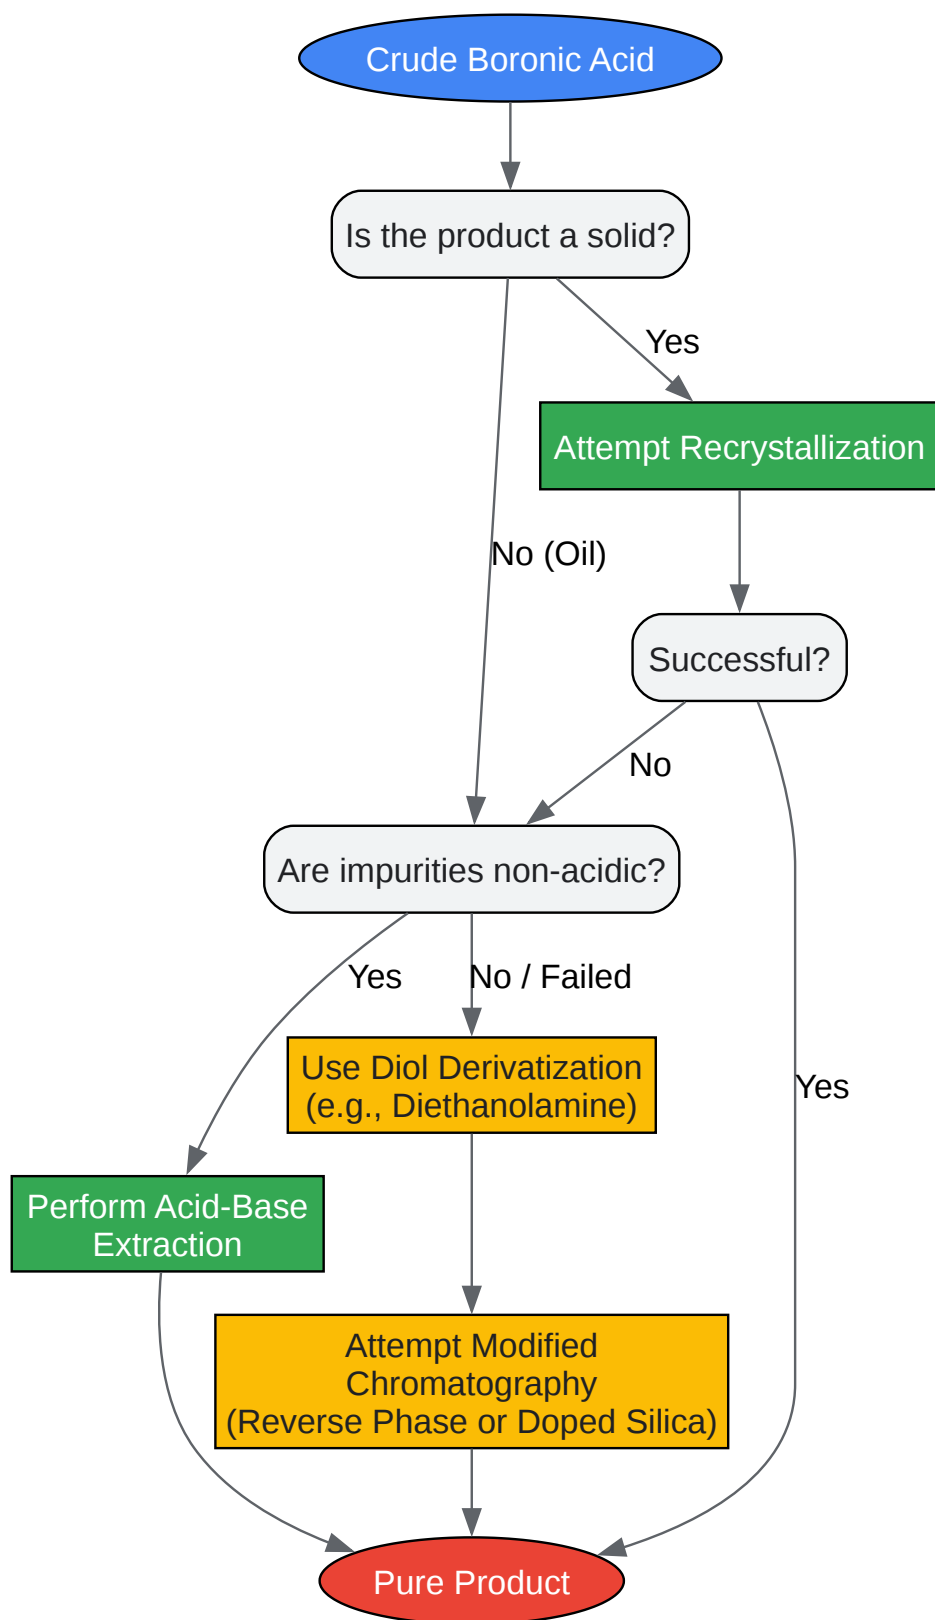 Crude Boronic Acid
Is the product a solid?
Yes
Attempt Recrystallization
No (Oil)
Successful?
No
Are impurities non-acidic?
Yes
No / Failed
Use Diol Derivatization
(e.g., Diethanolamine)
Yes
Perform Acid-Base
Extraction
Attempt Modified
Chromatography
(Reverse Phase or Doped Silica)
Pure Product